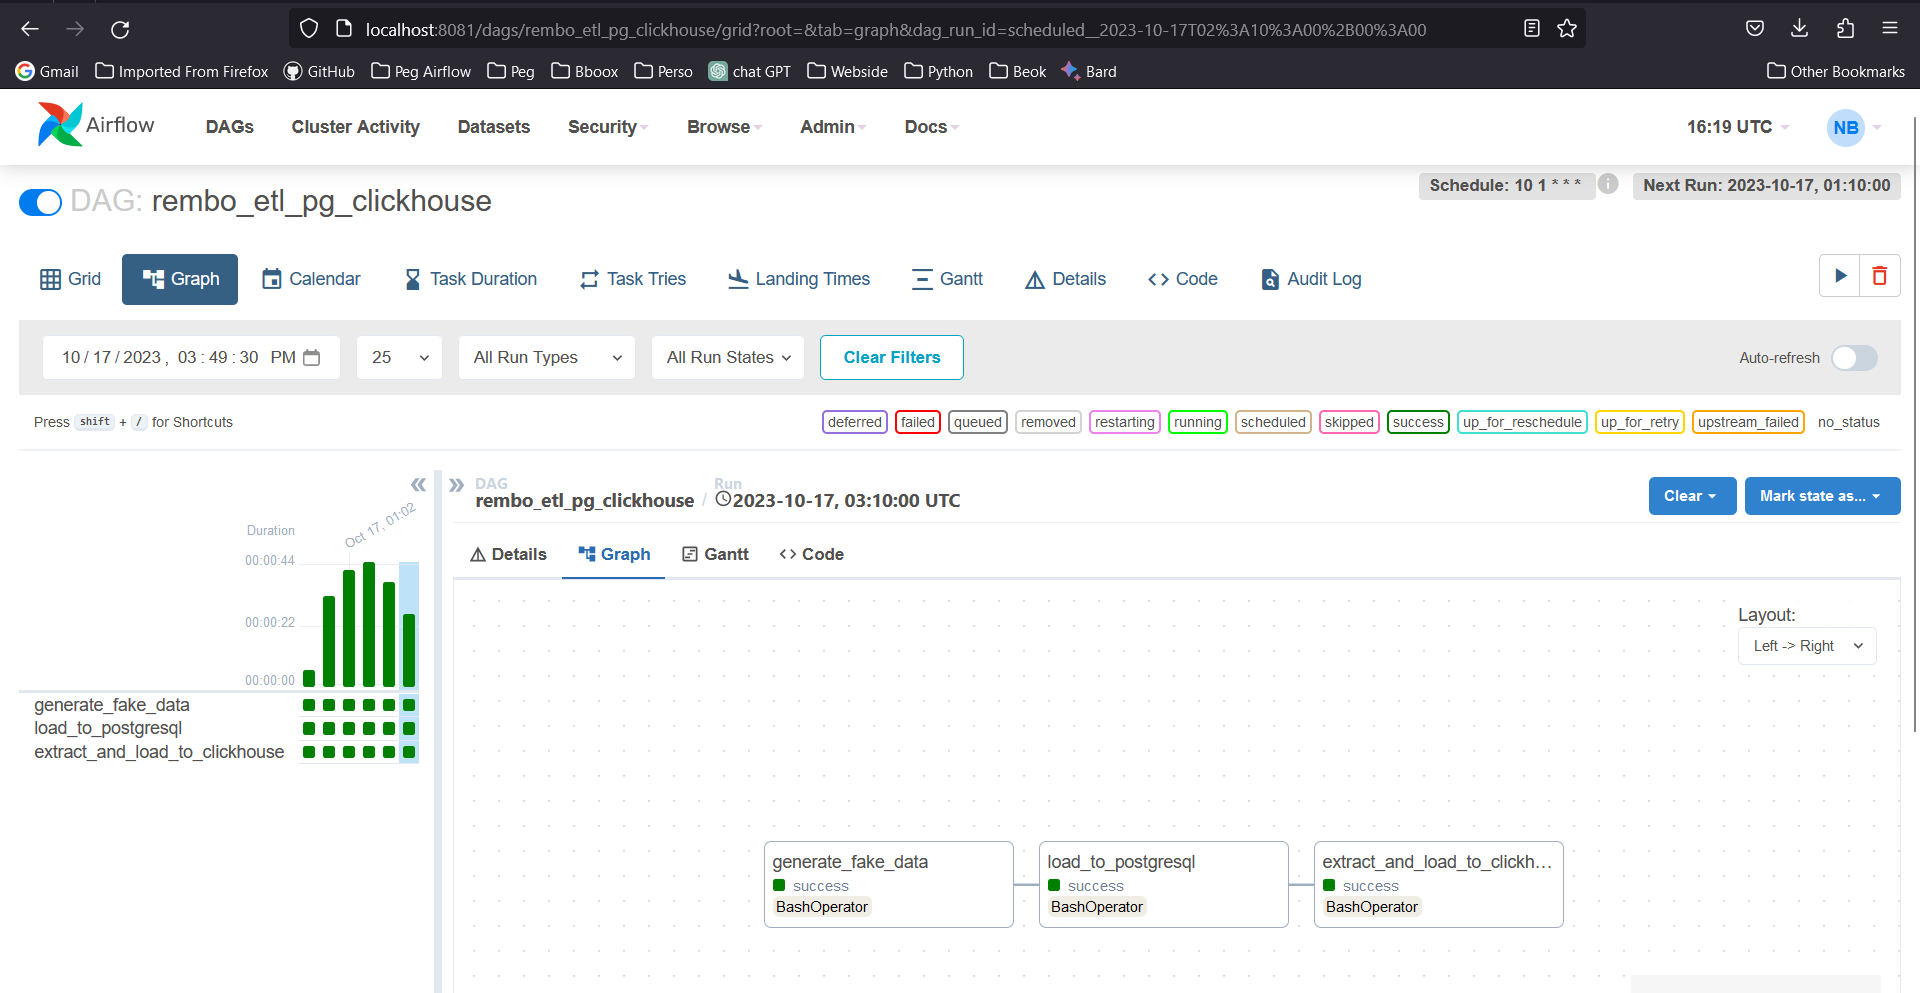 localhost:8081/dags/rembo_etl_pg_clickhouse/grid?root=&tab=graph&dag_run_id=scheduled__2023-10-17T02%3A10%3A00%2B00%3A00
Gmail Imported From Firefox GitHub Peg Airflow Peg Bboox Perso chat GPT Webside Python Beok Bard Other Bookmarks
Airflow DAGs Cluster Activity Datasets Security Browse Admin Docs 16:19 UTC NB
DAG: rembo_etl_pg_clickhouse
Schedule: 10 1 * * * i Next Run: 2023-10-17, 01:10:00
Grid Graph Calendar Task Duration Task Tries Landing Times Gantt Details <> Code Audit Log
10 / 17 / 2023 , 03 : 49 : 30 PM 25 All Run Types All Run States Clear Filters Auto-refresh
Press shift + / for Shortcuts
deferred failed queued removed restarting running scheduled skipped success up_for_reschedule up_for_retry upstream_failed no_status
DAG
rembo_etl_pg_clickhouse /
Run
2023-10-17, 03:10:00 UTC
Clear Mark state as...
Details Graph Gantt <> Code
Duration
Oct 17, 01:02
00:00:44
00:00:22
00:00:00
generate_fake_data
load_to_postgresql
extract_and_load_to_clickhouse
Layout:
Left -> Right
generate_fake_data
success
BashOperator
load_to_postgresql
success
BashOperator
extract_and_load_to_clickh...
success
BashOperator